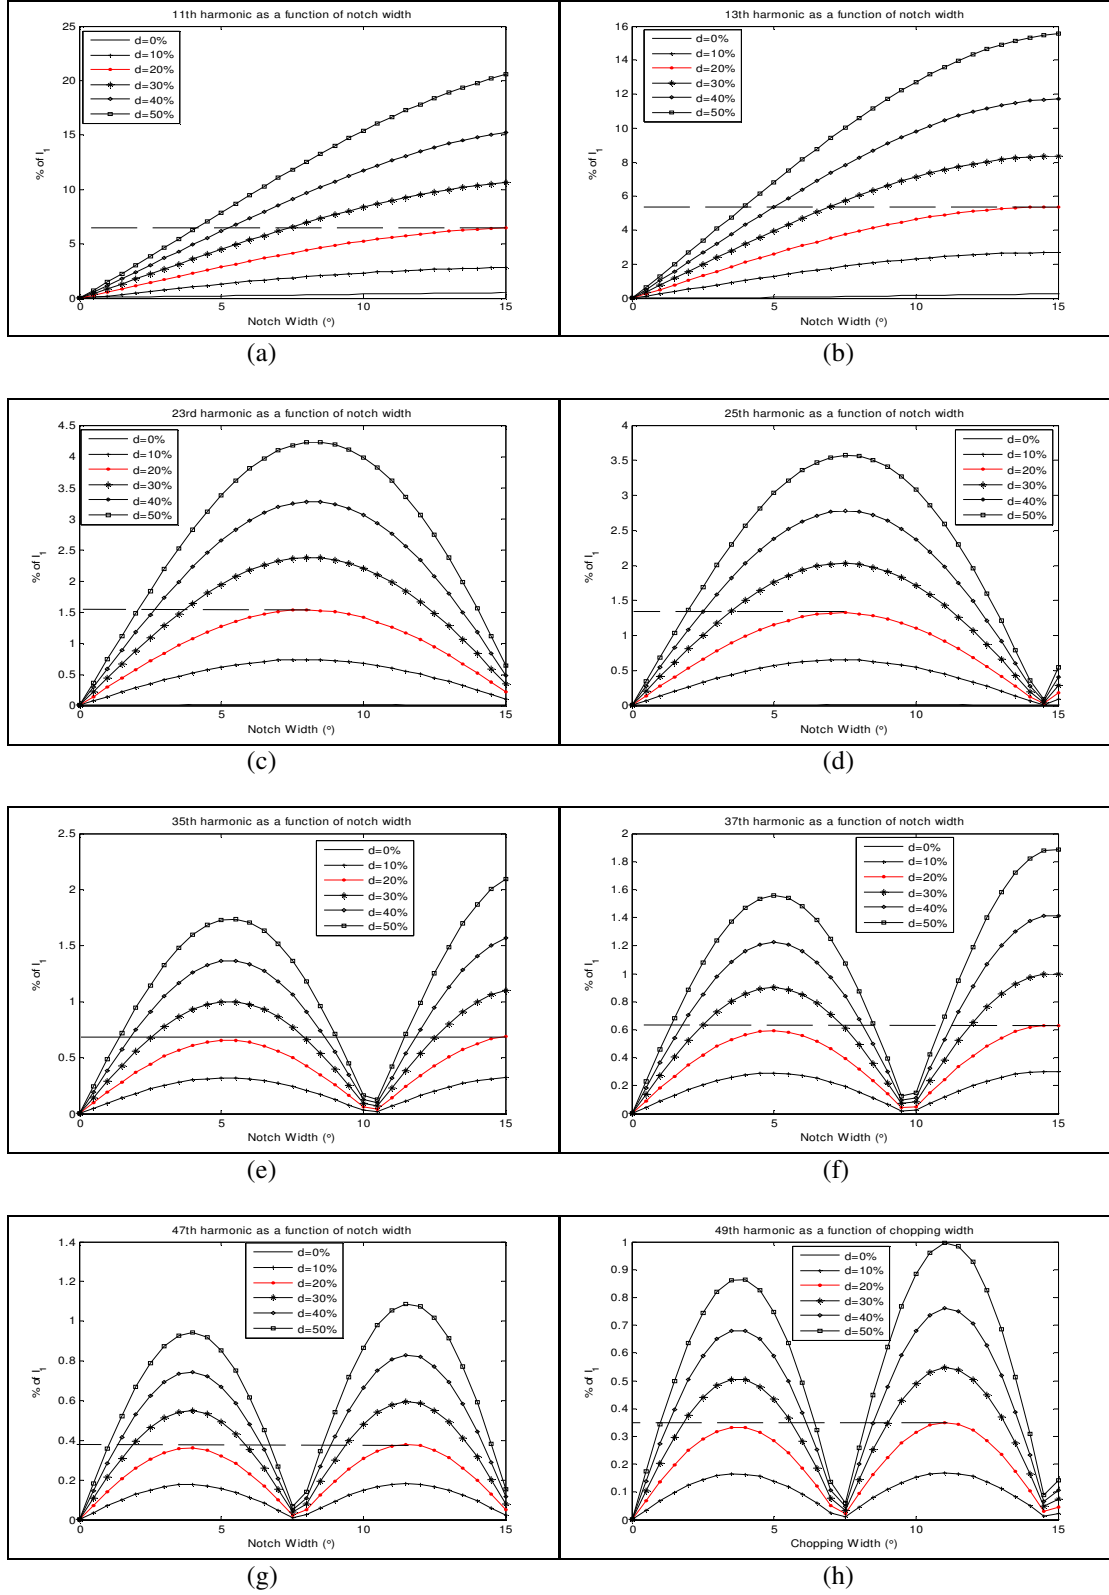 11th harmonic as a function of notch width
25
20
15
10
5
0
% of I1
d=0%
d=10%
d=20%
d=30%
d=40%
d=50%
0 5 10 15
Notch Width (o)
(a)
13th harmonic as a function of notch width
16
14
12
10
8
6
4
2
0
% of I1
d=0%
d=10%
d=20%
d=30%
d=40%
d=50%
0 5 10 15
Notch Width (o)
(b)
23rd harmonic as a function of notch width
4.5
4
3.5
3
2.5
2
1.5
1
0.5
0
% of I1
d=0%
d=10%
d=20%
d=30%
d=40%
d=50%
0 5 10 15
Notch Width (o)
(c)
25th harmonic as a function of notch width
4
3.5
3
2.5
2
1.5
1
0.5
0
% of I1
d=0%
d=10%
d=20%
d=30%
d=40%
d=50%
0 5 10 15
Notch Width (o)
(d)
35th harmonic as a function of notch width
2.5
2
1.5
1
0.5
0
% of I1
d=0%
d=10%
d=20%
d=30%
d=40%
d=50%
0 5 10 15
Notch Width (o)
(e)
37th harmonic as a function of notch width
2
1.8
1.6
1.4
1.2
1
0.8
0.6
0.4
0.2
0
% of I1
d=0%
d=10%
d=20%
d=30%
d=40%
d=50%
0 5 10 15
Notch Width (o)
(f)
47th harmonic as a function of notch width
1.4
1.2
1
0.8
0.6
0.4
0.2
0
% of I1
d=0%
d=10%
d=20%
d=30%
d=40%
d=50%
0 5 10 15
Notch Width (o)
(g)
49th harmonic as a function of chopping width
1
0.9
0.8
0.7
0.6
0.5
0.4
0.3
0.2
0.1
0
% of I1
d=0%
d=10%
d=20%
d=30%
d=40%
d=50%
0 5 10 15
Chopping Width (o)
(h)